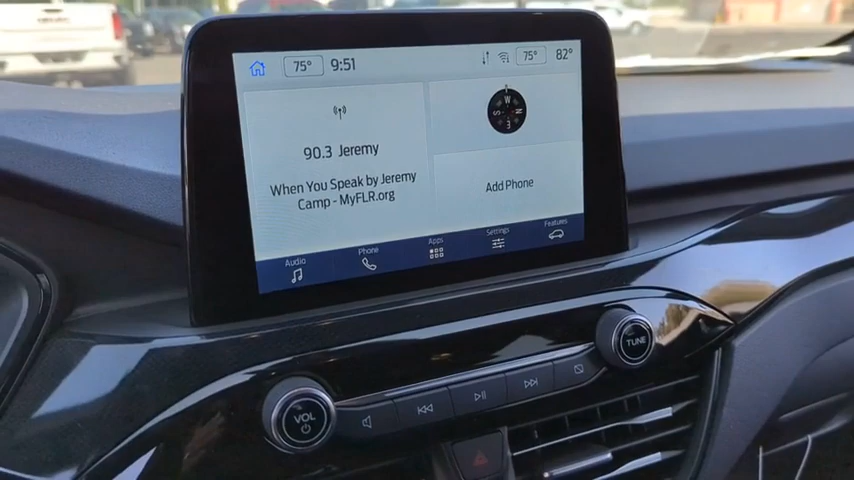 75° 9:51 75° 82°
90.3 Jeremy
When You Speak by Jeremy
Camp - MyFLR.org
W
S N
E
Add Phone
Audio Phone Apps Settings Features
VOL
TUNE